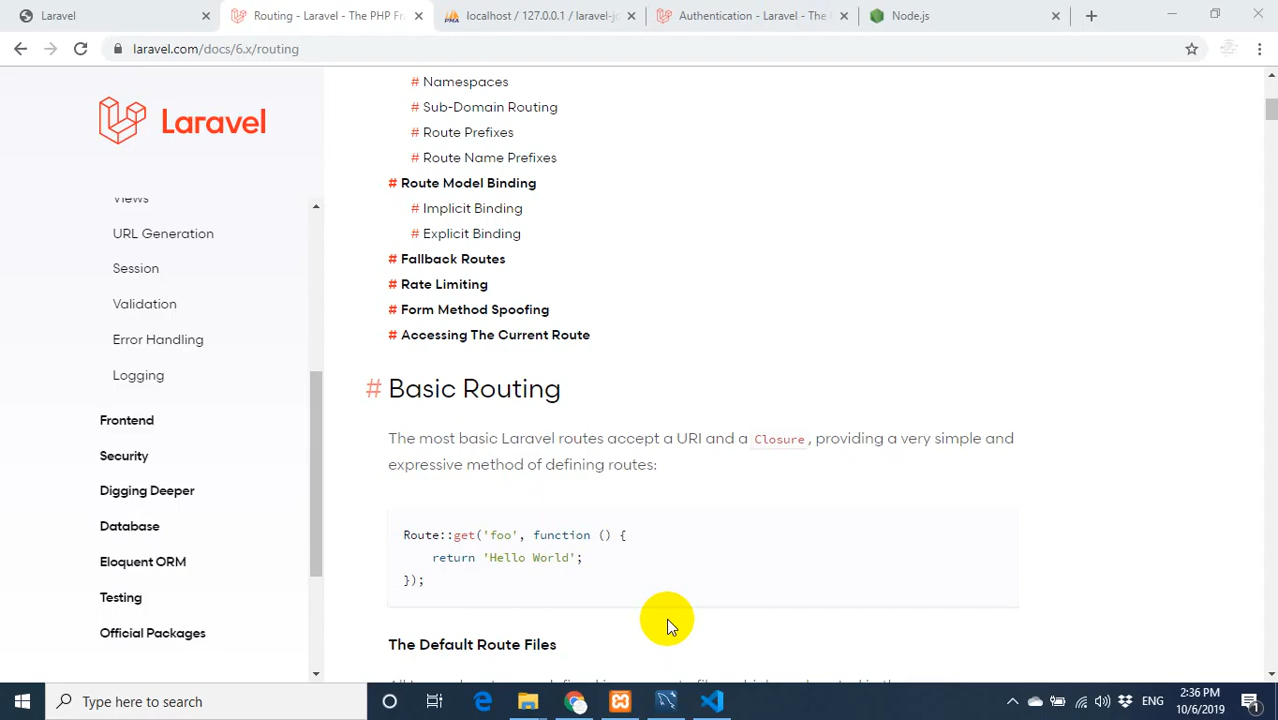 Laravel
Routing - Laravel - The PHP Fr
localhost / 127.0.0.1 / laravel-jo
Authentication - Laravel - The
Node.js
laravel.com/docs/6.x/routing
Laravel
Views
URL Generation
Session
Validation
Error Handling
Logging
Frontend
Security
Digging Deeper
Database
Eloquent ORM
Testing
Official Packages
# Namespaces
# Sub-Domain Routing
# Route Prefixes
# Route Name Prefixes
# Route Model Binding
# Implicit Binding
# Explicit Binding
# Fallback Routes
# Rate Limiting
# Form Method Spoofing
# Accessing The Current Route
# Basic Routing
The most basic Laravel routes accept a URI and a Closure, providing a very simple and
expressive method of defining routes:
Route::get('foo', function () {
return 'Hello World';
});
The Default Route Files
Type here to search
ENG
2:36 PM
10/6/2019
1